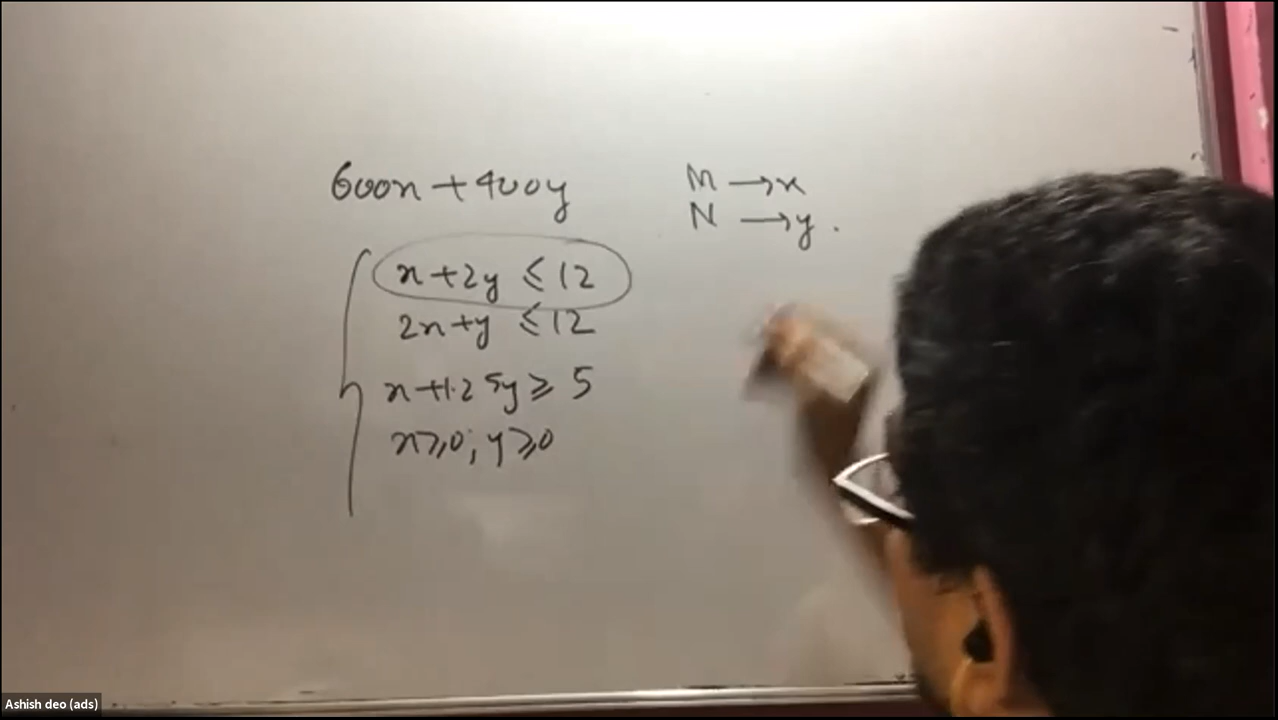 600x + 400y
M → x
N → y.
x + 2y ≤ 12
2x + y ≤ 12
x + 1.25y ≥ 5
x ≥ 0; y ≥ 0
Ashish deo (ads)